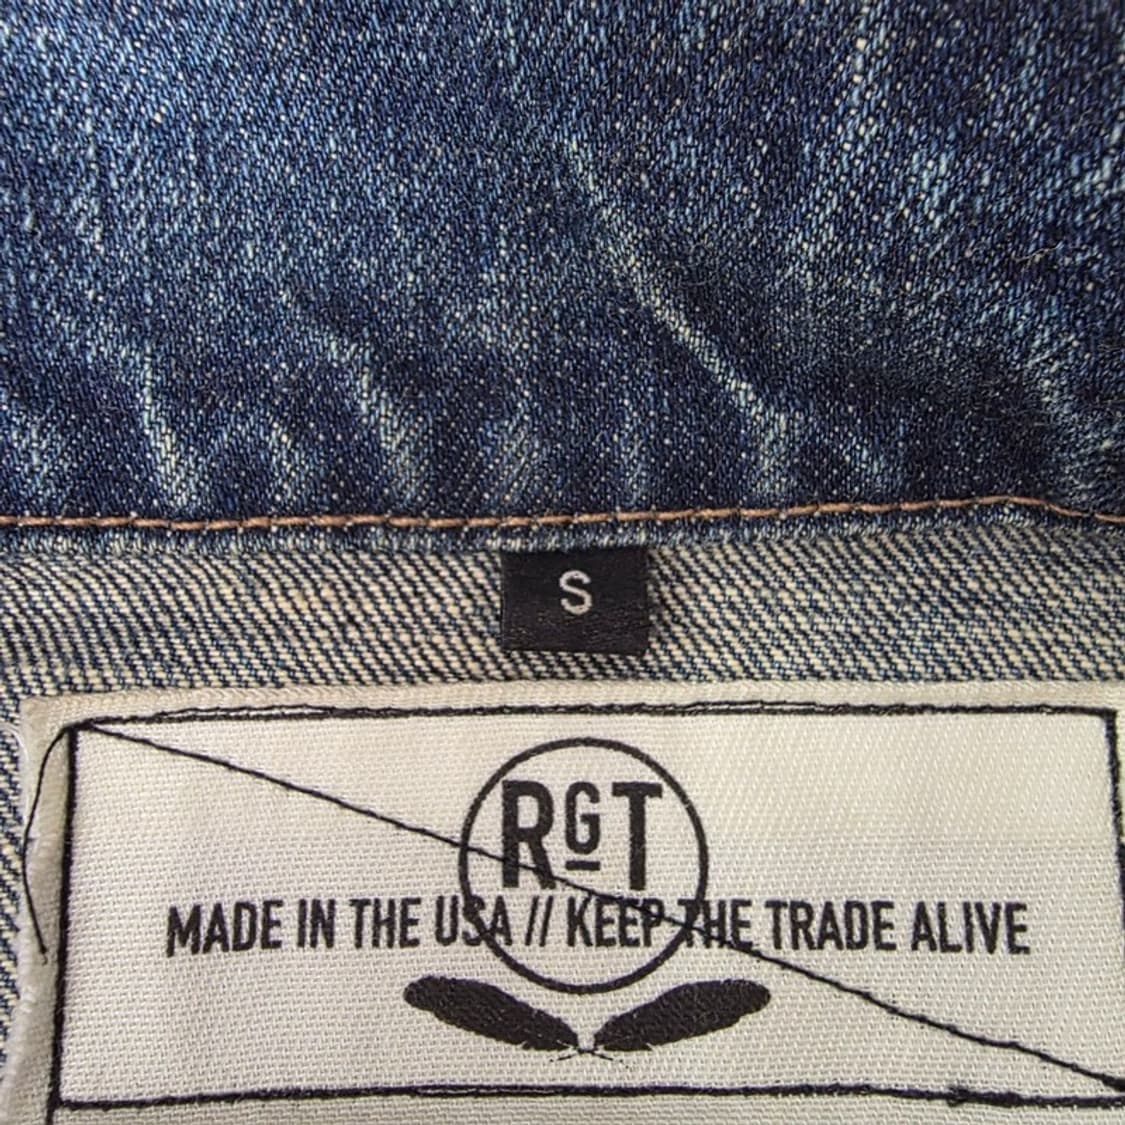 S
RGT
MADE IN THE USA // KEEP THE TRADE ALIVE